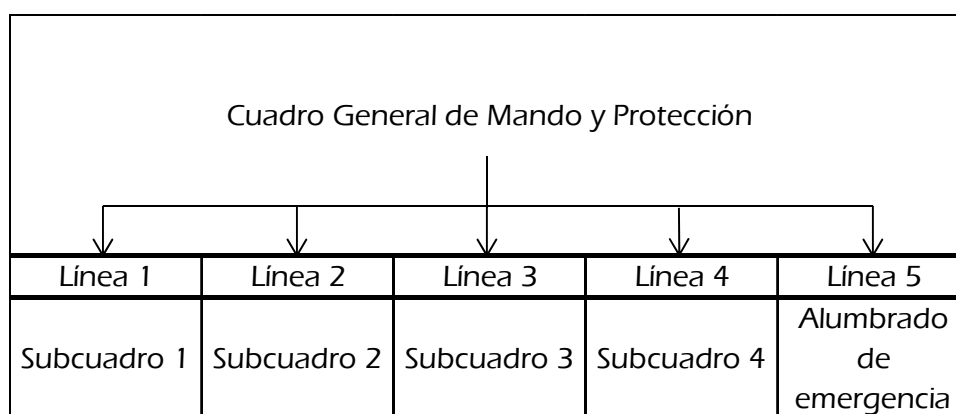 Cuadro General de Mando y Protección
Línea 1 Línea 2 Línea 3 Línea 4 Línea 5
Subcuadro 1 Subcuadro 2 Subcuadro 3 Subcuadro 4 Alumbrado
de
emergencia